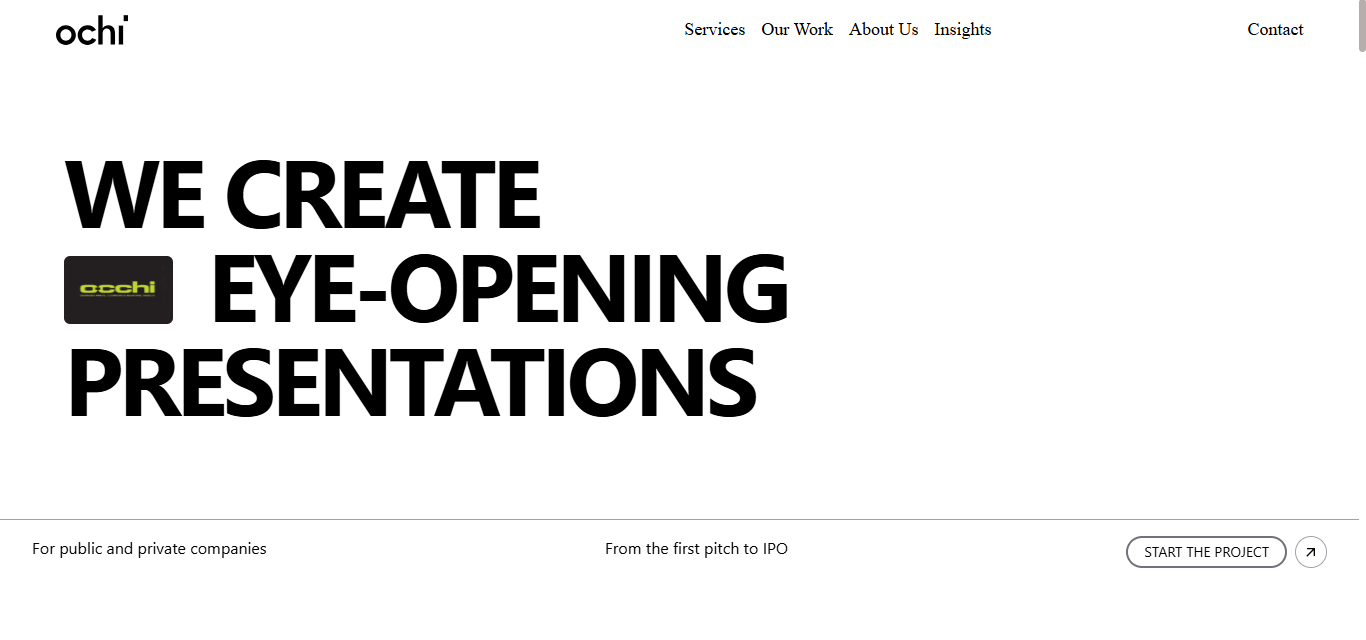 ochi
Services Our Work About Us Insights Contact
WE CREATE
occhi EYE-OPENING
PRESENTATIONS
For public and private companies From the first pitch to IPO START THE PROJECT